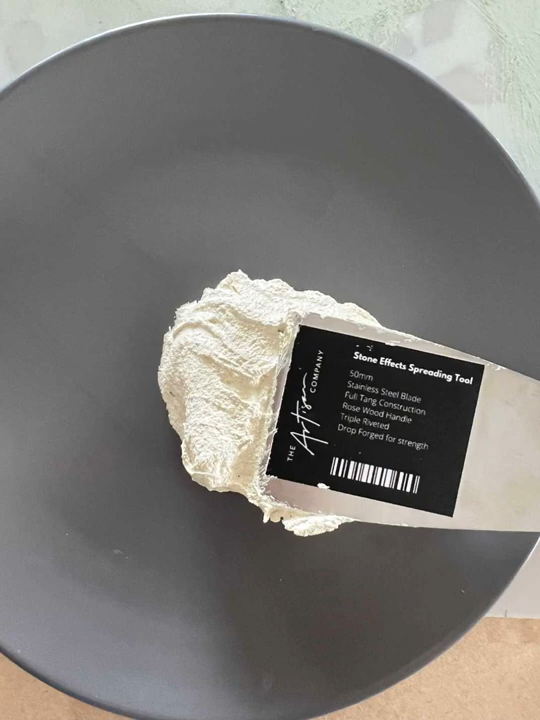 THE Artisan COMPANY
Stone Effects Spreading Tool
50mm
Stainless Steel Blade
Full Tang Construction
Rose Wood Handle
Triple Riveted
Drop Forged for strength